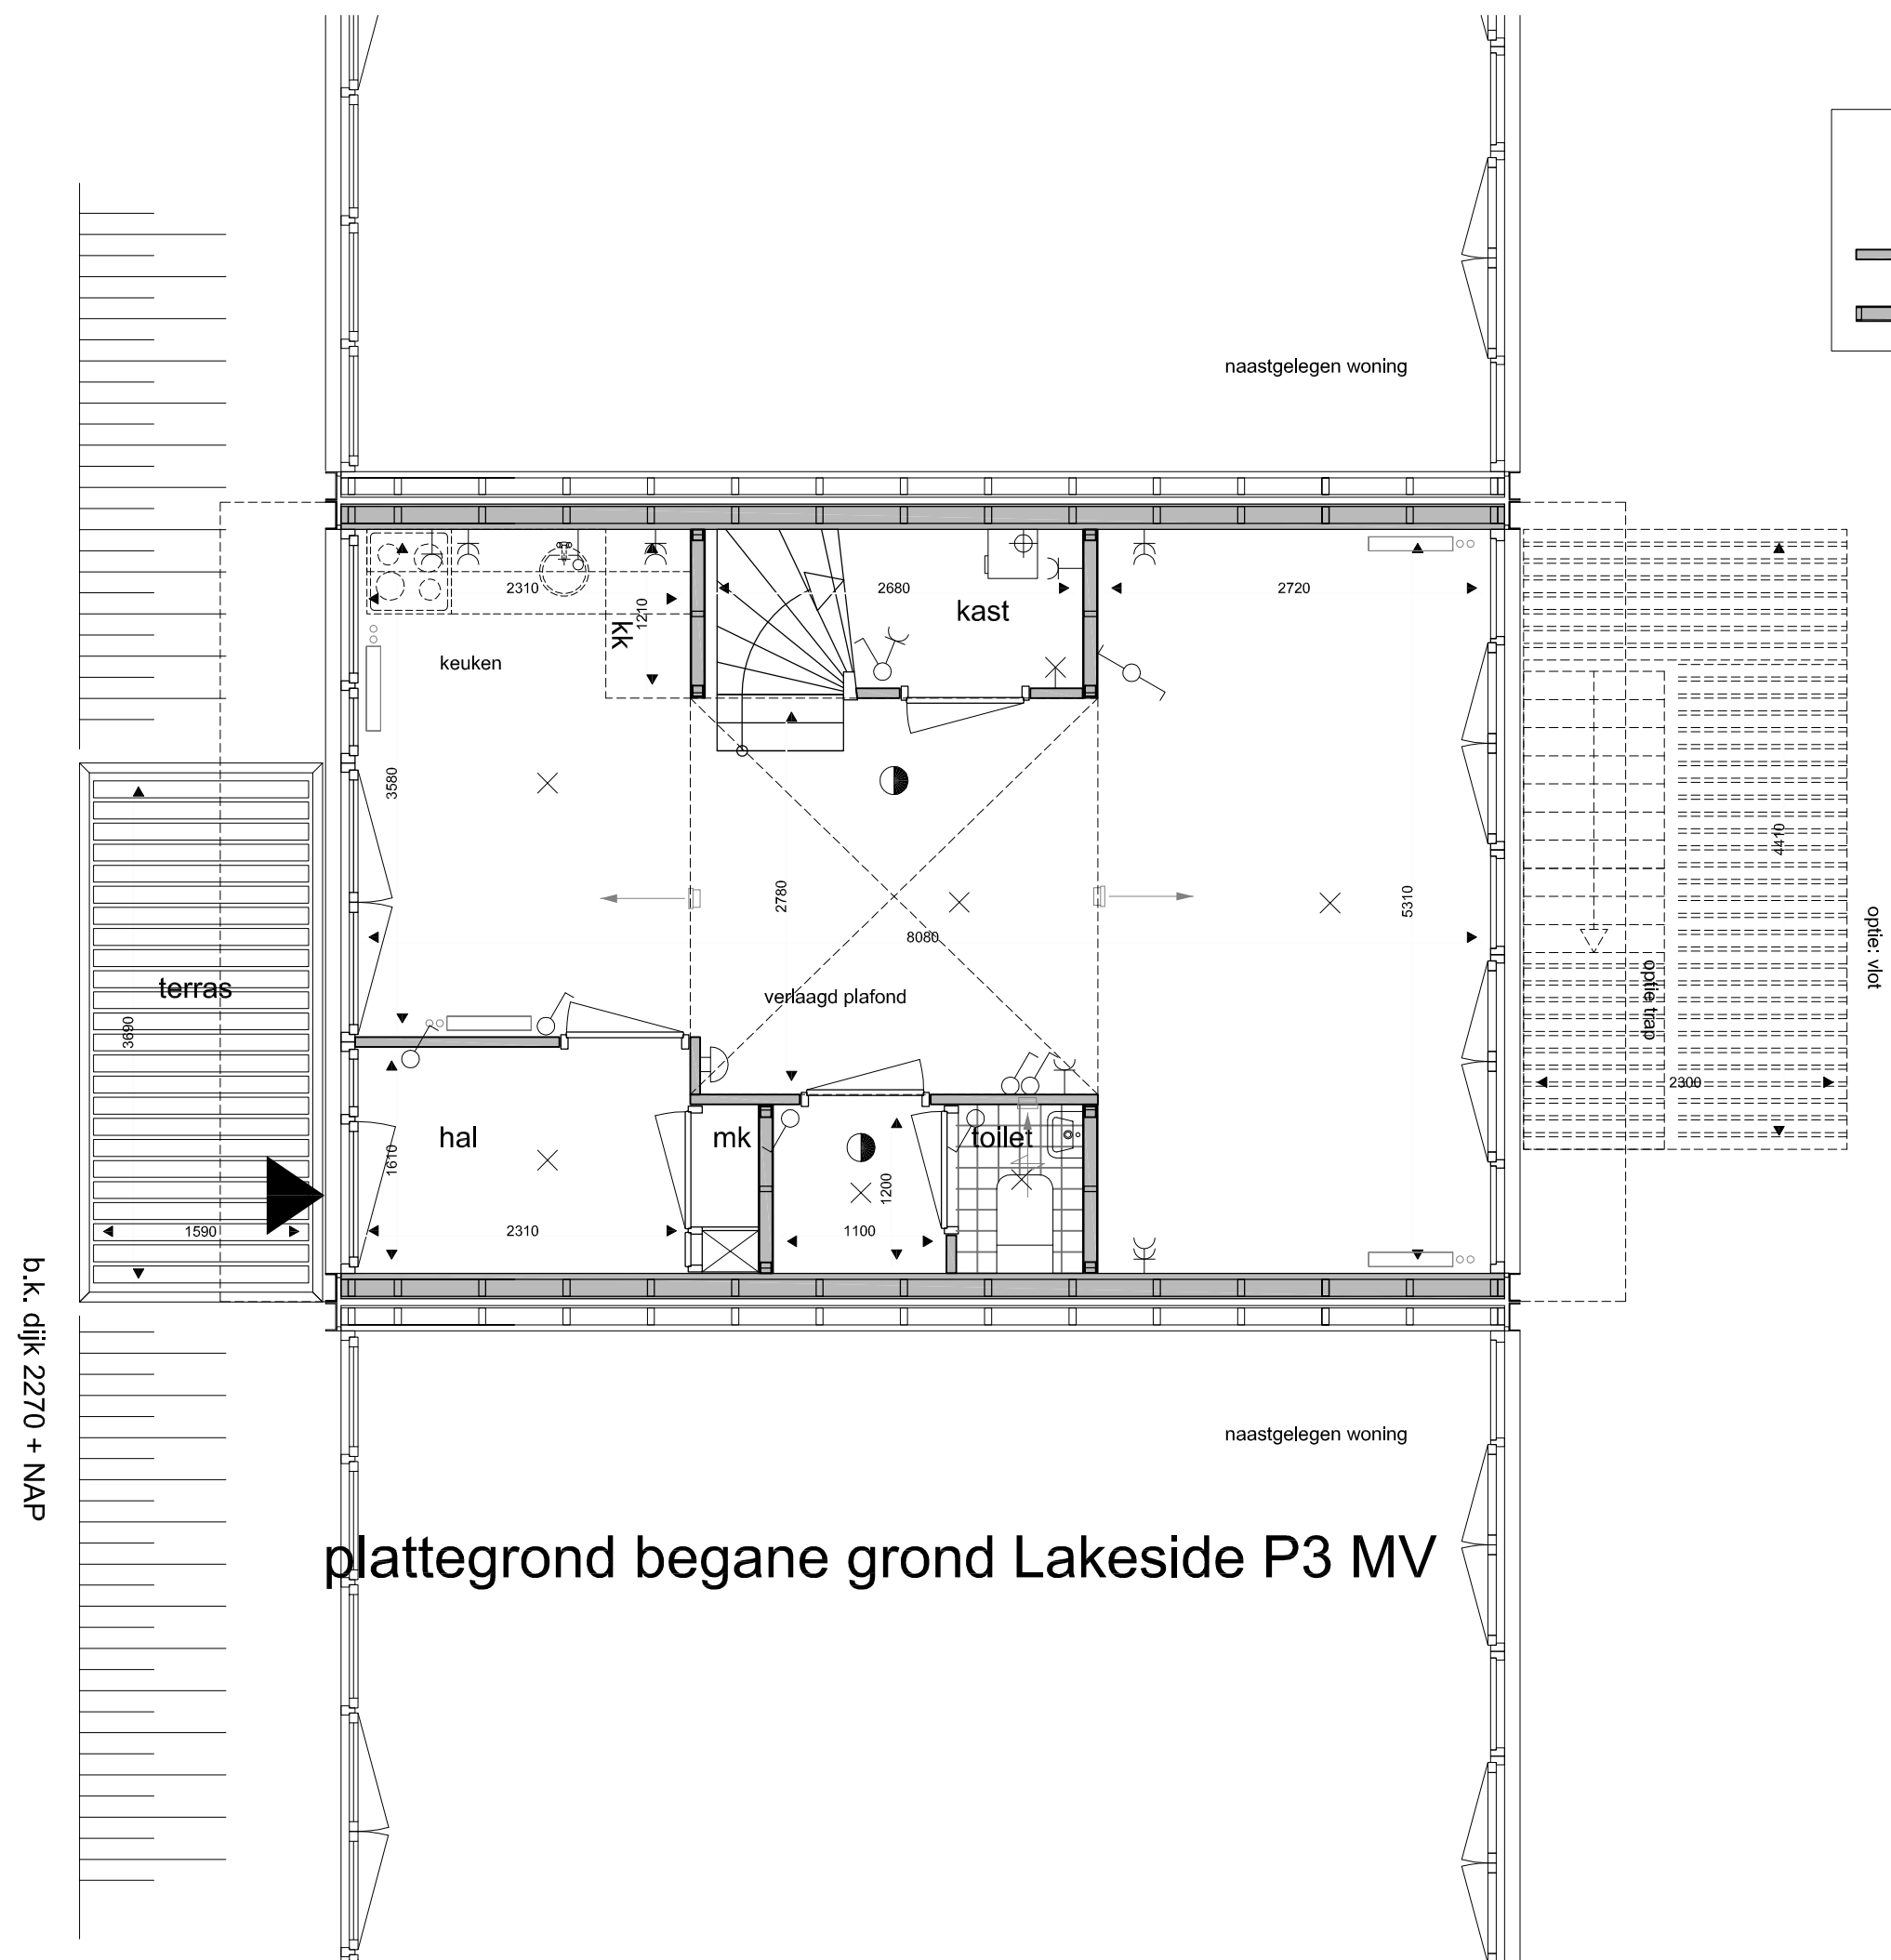 naastgelegen woning
2310
1210
kk
keuken
2680
kast
2720
3580
2780
8080
5310
verlaagd plafond
4410
optie: vlot
optie trap
2300
terras
3690
1590
hal
1610
2310
mk
1200
1100
toilet
b.k. dijk 2270 + NAP
naastgelegen woning
plattegrond begane grond Lakeside P3 MV